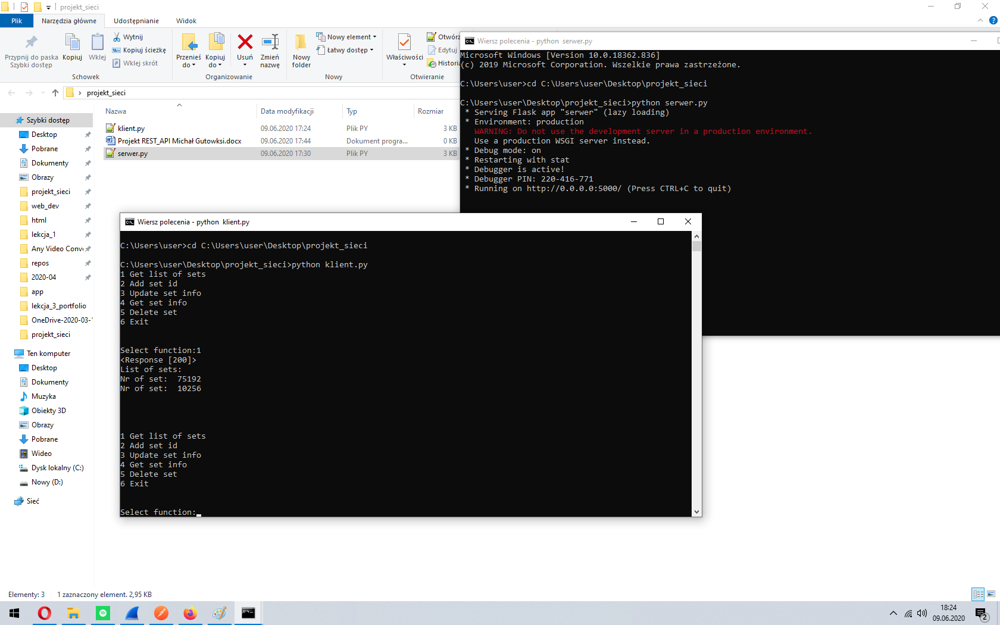 projekt_sieci
Plik
Narzędzia główne
Udostępnianie
Widok
Przypnij do paska
Szybki dostęp
Kopiuj
Wklej
Wytnij
Kopiuj ścieżkę
Wklej skrót
Schowek
Przenieś
do
Kopiuj
do
Usuń
Zmień
nazwę
Organizowanie
Nowy
folder
Nowy element
Łatwy dostęp
Nowy
Właściwości
Otwórz
Edytuj
Otwieranie
projekt_sieci
Nazwa
Data modyfikacji
Typ
Rozmiar
klient.py 09.06.2020 17:24 Plik PY 3 KB
Projekt REST_API Michał Gutowksi.docx 09.06.2020 17:44 Dokument progra... 0 KB
serwer.py 09.06.2020 17:30 Plik PY 3 KB
Szybki dostęp
Desktop
Pobrane
Dokumenty
Obrazy
projekt_sieci
web_dev
html
lekcja_1
Any Video Conve
repos
2020-04
app
lekcja_3_portfolio
OneDrive-2020-03-
projekt_sieci
Ten komputer
Desktop
Dokumenty
Muzyka
Obiekty 3D
Obrazy
Pobrane
Wideo
Dysk lokalny (C:)
Nowy (D:)
Sieć
Wiersz polecenia - python  serwer.py
Microsoft Windows [Version 10.0.18362.836]
(c) 2019 Microsoft Corporation. Wszelkie prawa zastrzeżone.
C:\Users\user>cd C:\Users\user\Desktop\projekt_sieci
C:\Users\user\Desktop\projekt_sieci>python serwer.py
* Serving Flask app "serwer" (lazy loading)
* Environment: production
WARNING: Do not use the development server in a production environment.
Use a production WSGI server instead.
* Debug mode: on
* Restarting with stat
* Debugger is active!
* Debugger PIN: 220-416-771
* Running on http://0.0.0.0:5000/ (Press CTRL+C to quit)
Wiersz polecenia - python  klient.py
C:\Users\user>cd C:\Users\user\Desktop\projekt_sieci
C:\Users\user\Desktop\projekt_sieci>python klient.py
1 Get list of sets
2 Add set id
3 Update set info
4 Get set info
5 Delete set
6 Exit
Select function:1
<Response [200]>
List of sets:
Nr of set:  75192
Nr of set:  10256
1 Get list of sets
2 Add set id
3 Update set info
4 Get set info
5 Delete set
6 Exit
Select function:
Elementy: 3
1 zaznaczony element. 2,95 KB
18:24
09.06.2020
2